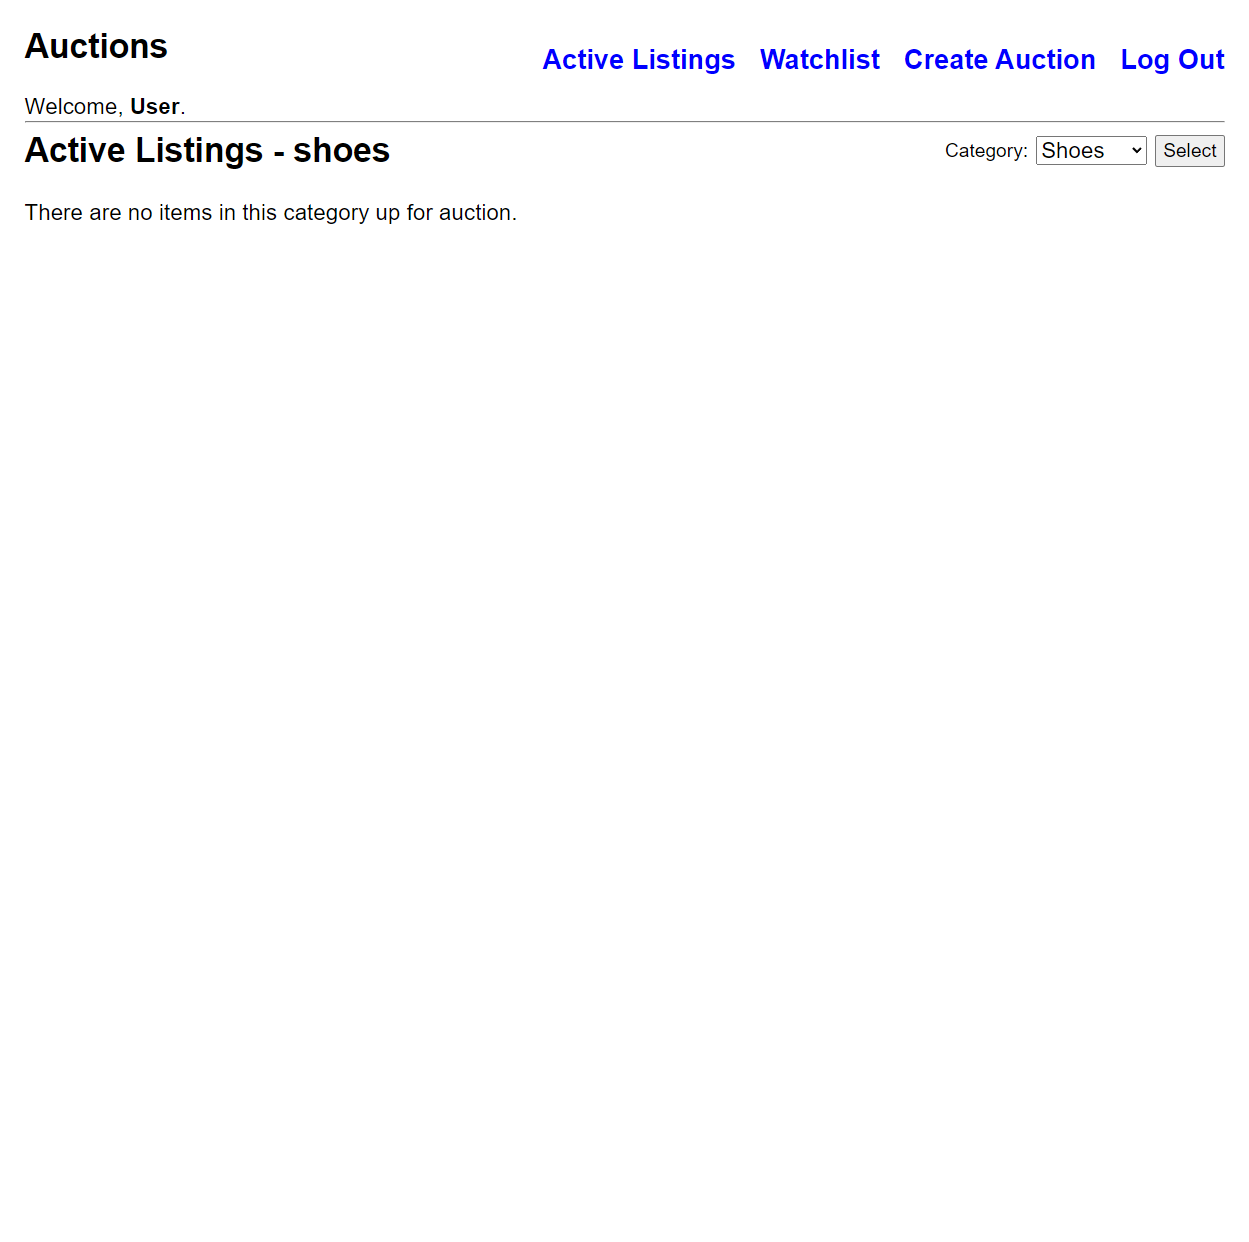 Auctions
Active Listings Watchlist Create Auction Log Out
Welcome, User.
Active Listings - shoes
Category: Shoes Select
There are no items in this category up for auction.